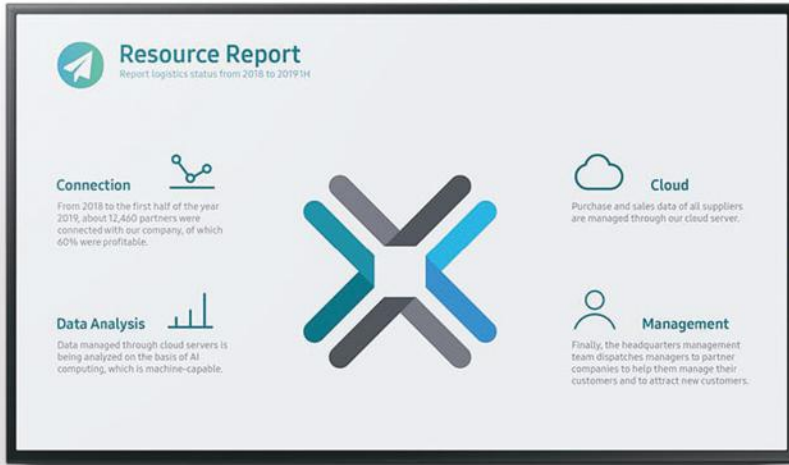 Resource Report
Report logistics status from 2018 to 2019 1H
Connection
From 2018 to the first half of the year
2019, about 12,460 partners were
connected with our company, of which
60% were profitable.
Cloud
Purchase and sales data of all suppliers
are managed through our cloud server.
Data Analysis
Data managed through cloud servers is
being analyzed on the basis of AI
computing, which is machine-capable.
Management
Finally, the headquarters management
team dispatches managers to partner
companies to help them manage their
customers and to attract new customers.